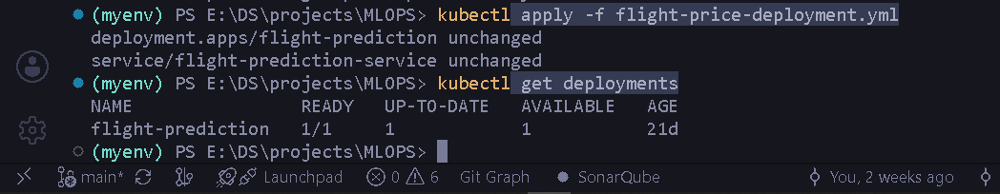 (myenv) PS E:\DS\projects\MLOPS> kubectl apply -f flight-price-deployment.yml
deployment.apps/flight-prediction unchanged
service/flight-prediction-service unchanged
(myenv) PS E:\DS\projects\MLOPS> kubectl get deployments
NAME READY UP-TO-DATE AVAILABLE AGE
flight-prediction 1/1 1 1 21d
(myenv) PS E:\DS\projects\MLOPS>
main* Launchpad 0 6 Git Graph SonarQube You, 2 weeks ago